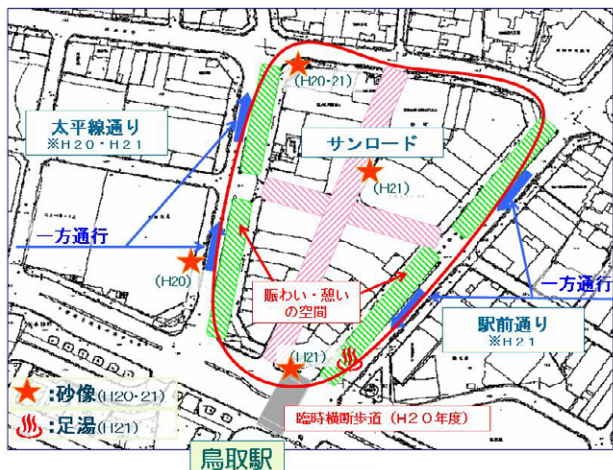 (H20・21)
太平線通り
※H20・H21
サンロード
(H21)
一方通行
(H20)
賑わい・憩い
の空間
一方通行
駅前通り
※H21
(H21)
★:砂像(H20・21)
♨:足湯(H21)
臨時横断歩道（H20年度）
鳥取駅